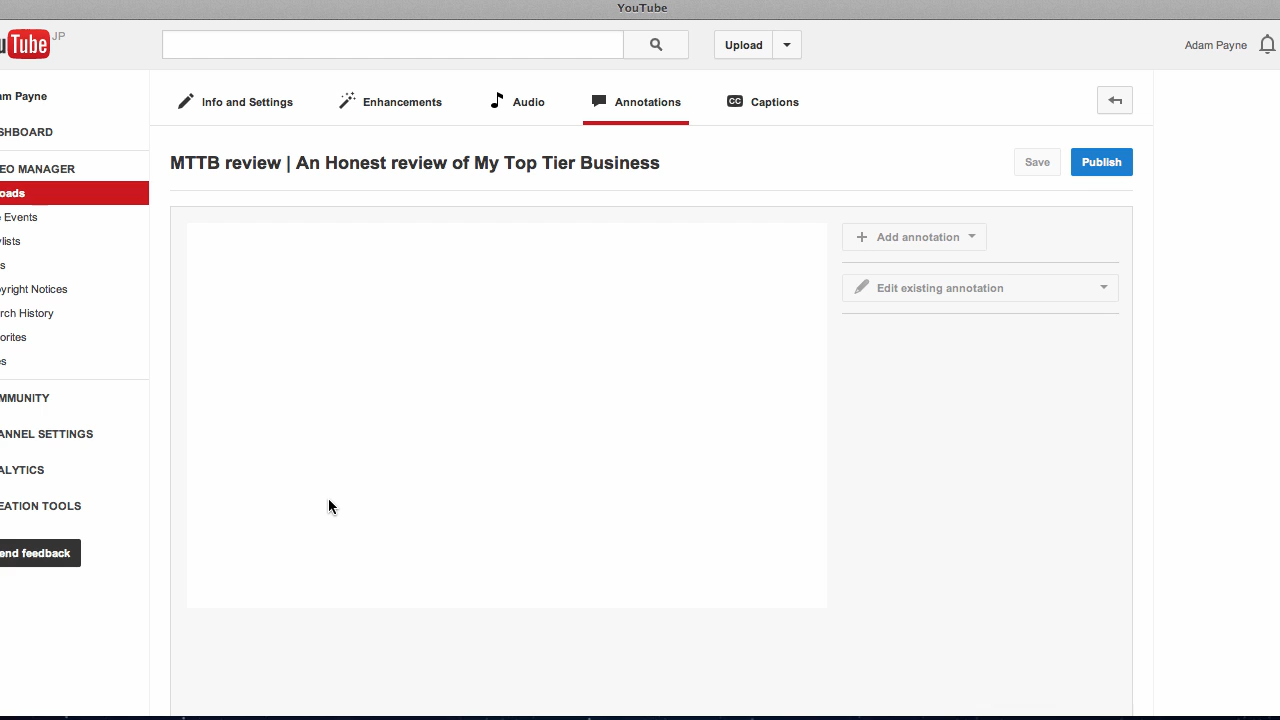 YouTube
uTube JP
Upload
Adam Payne
am Payne
SHBOARD
EO MANAGER
oads
e Events
lists
s
yright Notices
rch History
orites
es
MMUNITY
ANNEL SETTINGS
ALYTICS
EATION TOOLS
end feedback
Info and Settings
Enhancements
Audio
Annotations
CC Captions
MTTB review | An Honest review of My Top Tier Business
Save
Publish
+ Add annotation
Edit existing annotation